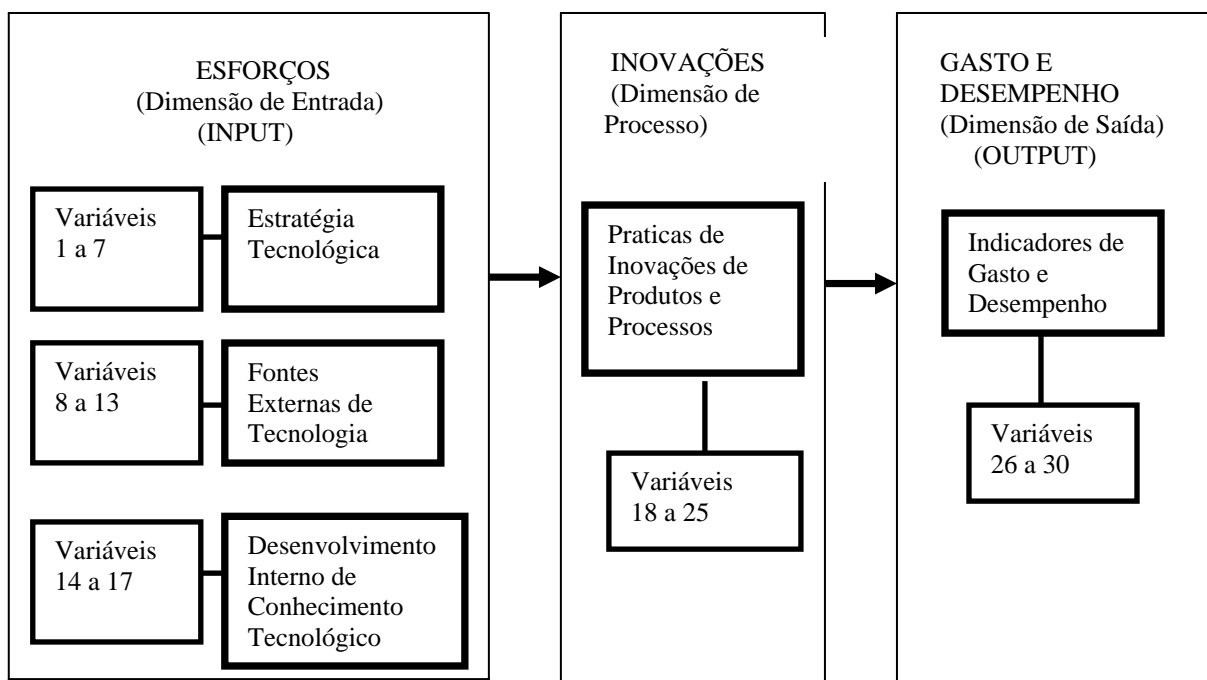 ESFORÇOS
(Dimensão de Entrada)
(INPUT)
Variáveis
1 a 7
Estratégia
Tecnológica
Variáveis
8 a 13
Fontes
Externas de
Tecnologia
Variáveis
14 a 17
Desenvolvimento
Interno de
Conhecimento
Tecnológico
INOVAÇÕES
(Dimensão de
Processo)
Praticas de
Inovações de
Produtos e
Processos
Variáveis
18 a 25
GASTO E
DESEMPENHO
(Dimensão de Saída)
(OUTPUT)
Indicadores de
Gasto e
Desempenho
Variáveis
26 a 30